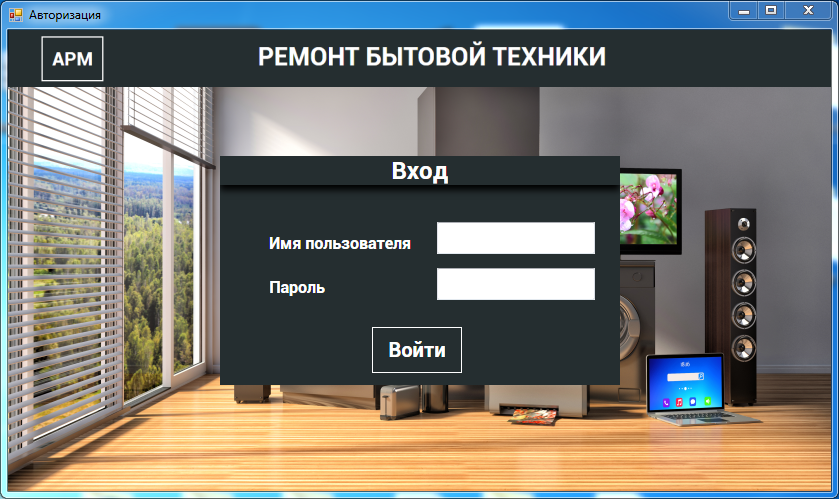 Авторизация
АРМ
РЕМОНТ БЫТОВОЙ ТЕХНИКИ
Вход
Имя пользователя
Пароль
Войти